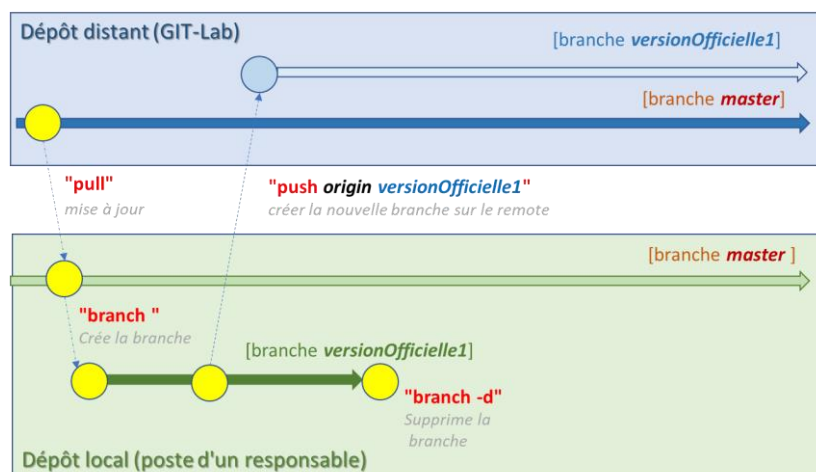 Dépôt distant (GIT-Lab)
[branche versionOfficielle1]
[branche master]
"pull"
mise à jour
"push origin versionOfficielle1"
créer la nouvelle branche sur le remote
[branche master ]
"branch "
Crée la branche
[branche versionOfficielle1]
"branch -d"
Supprime la
branche
Dépôt local (poste d'un responsable)